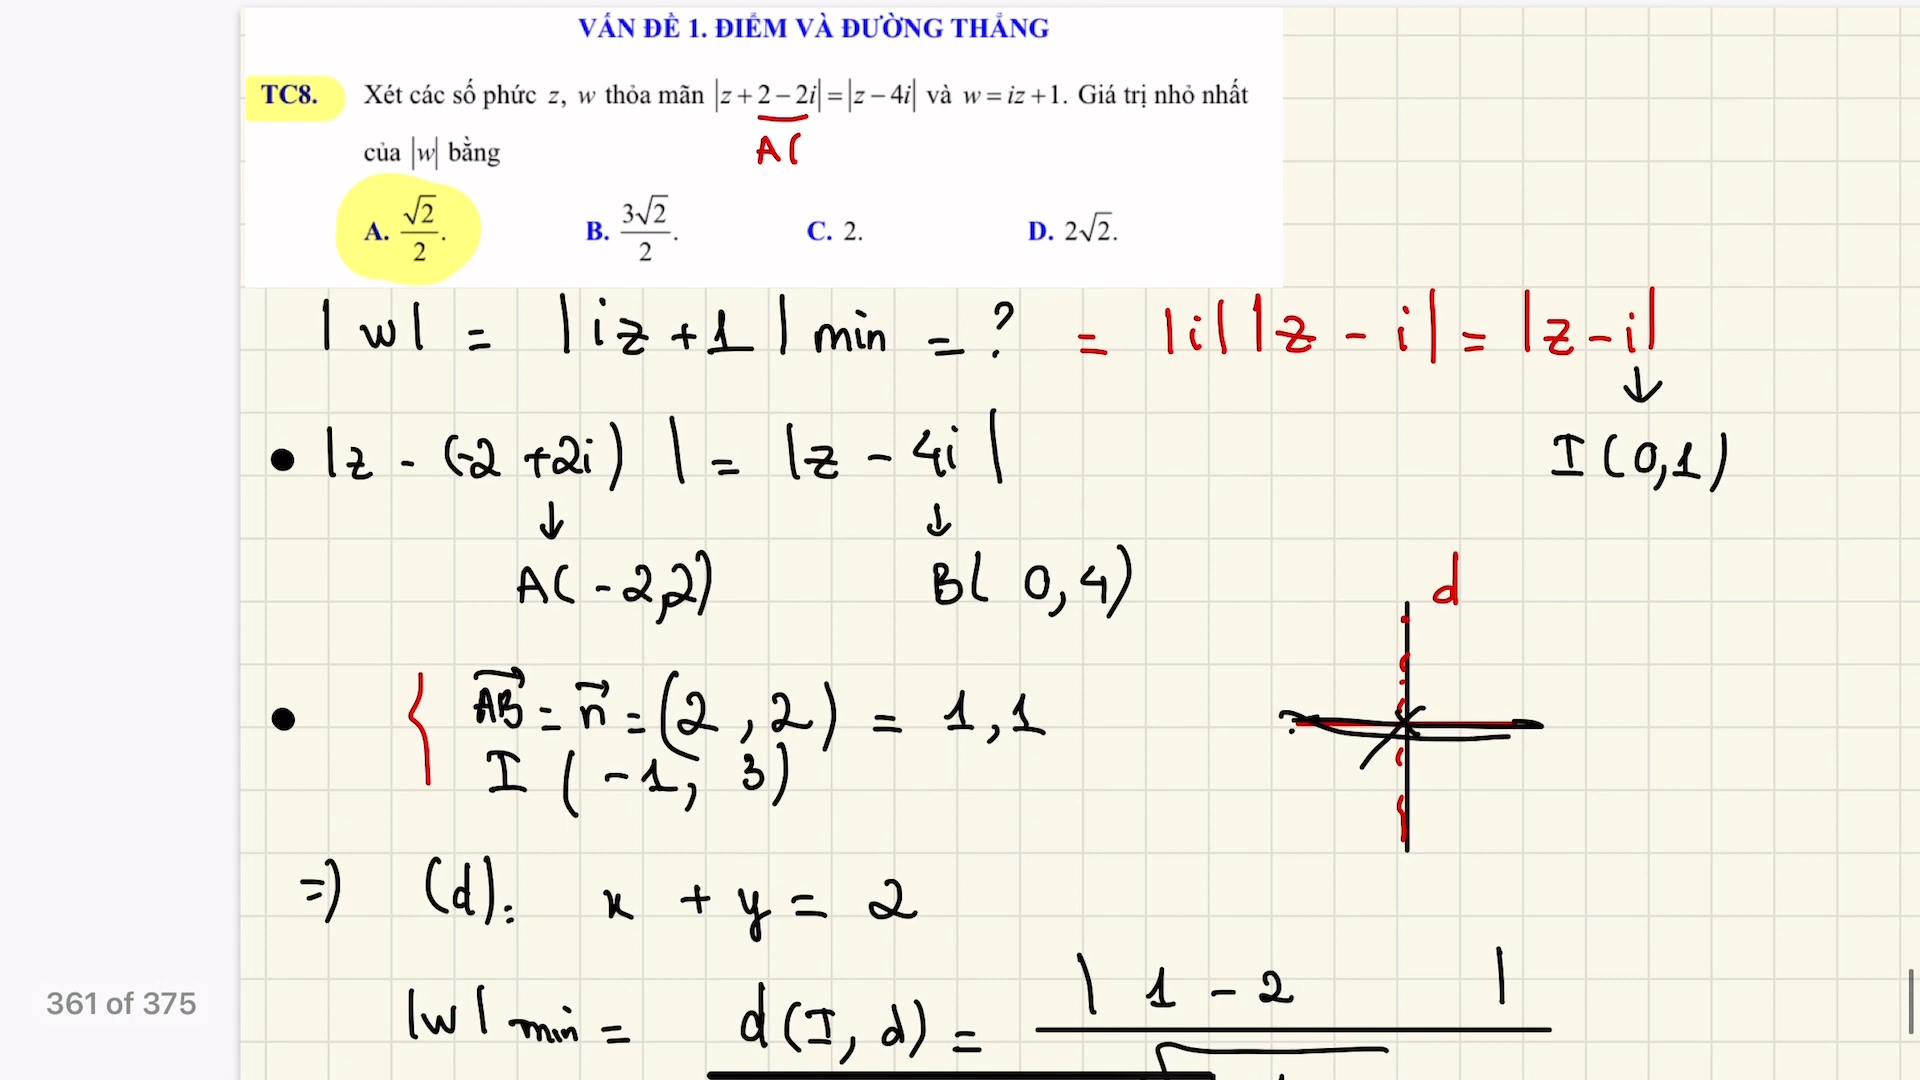 VẤN ĐỀ 1. ĐIỂM VÀ ĐƯỜNG THẲNG
TC8. Xét các số phức z, w thỏa mãn |z+2−2i|=|z−4i| và w=iz+1. Giá trị nhỏ nhất
A(
của |w| bằng
A. √2/2. B. 3√2/2. C. 2. D. 2√2.
|w| = |iz+1| min = ? = |i||z−i| = |z−i|
↓
• |z - (-2+2i)| = |z - 4i| I(0,1)
↓ ↓
A(-2,2) B(0,4) d
• { AB = n = (2, 2) = 1,1
I (-1, 3)
=) (d): x + y = 2
|w| min = d(I, d) = |1 - 2 |
361 of 375